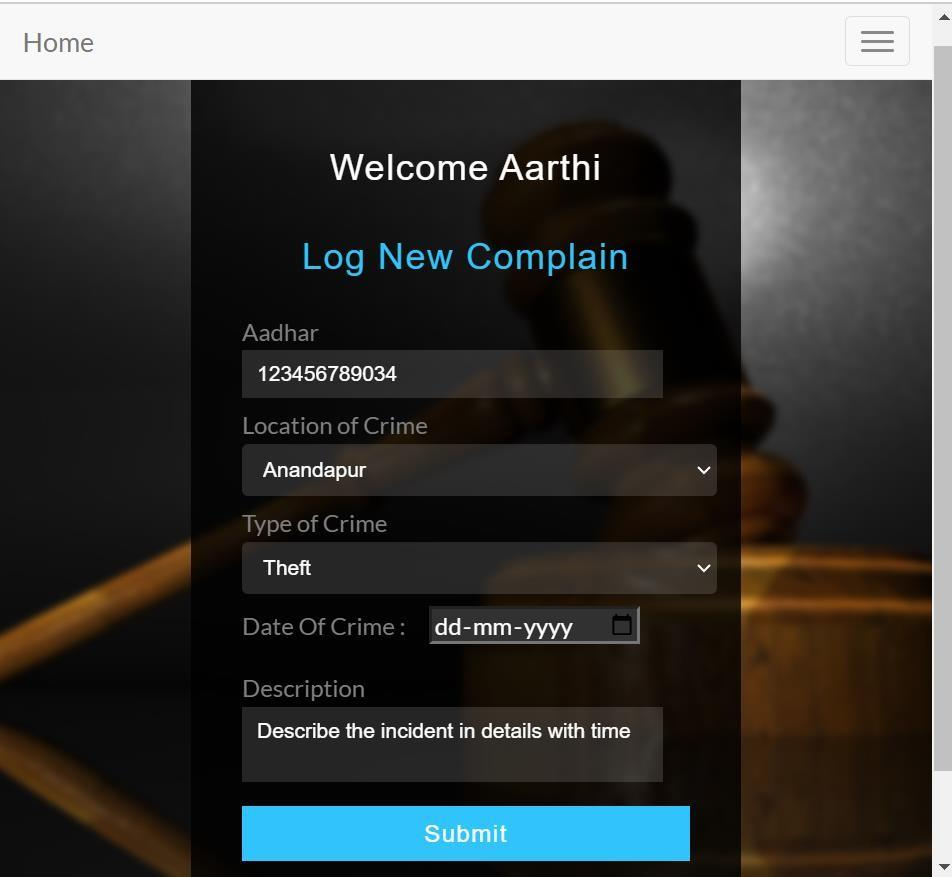 Home
Welcome Aarthi
Log New Complain
Aadhar
123456789034
Location of Crime
Anandapur
Type of Crime
Theft
Date Of Crime : dd-mm-yyyy
Description
Describe the incident in details with time
Submit